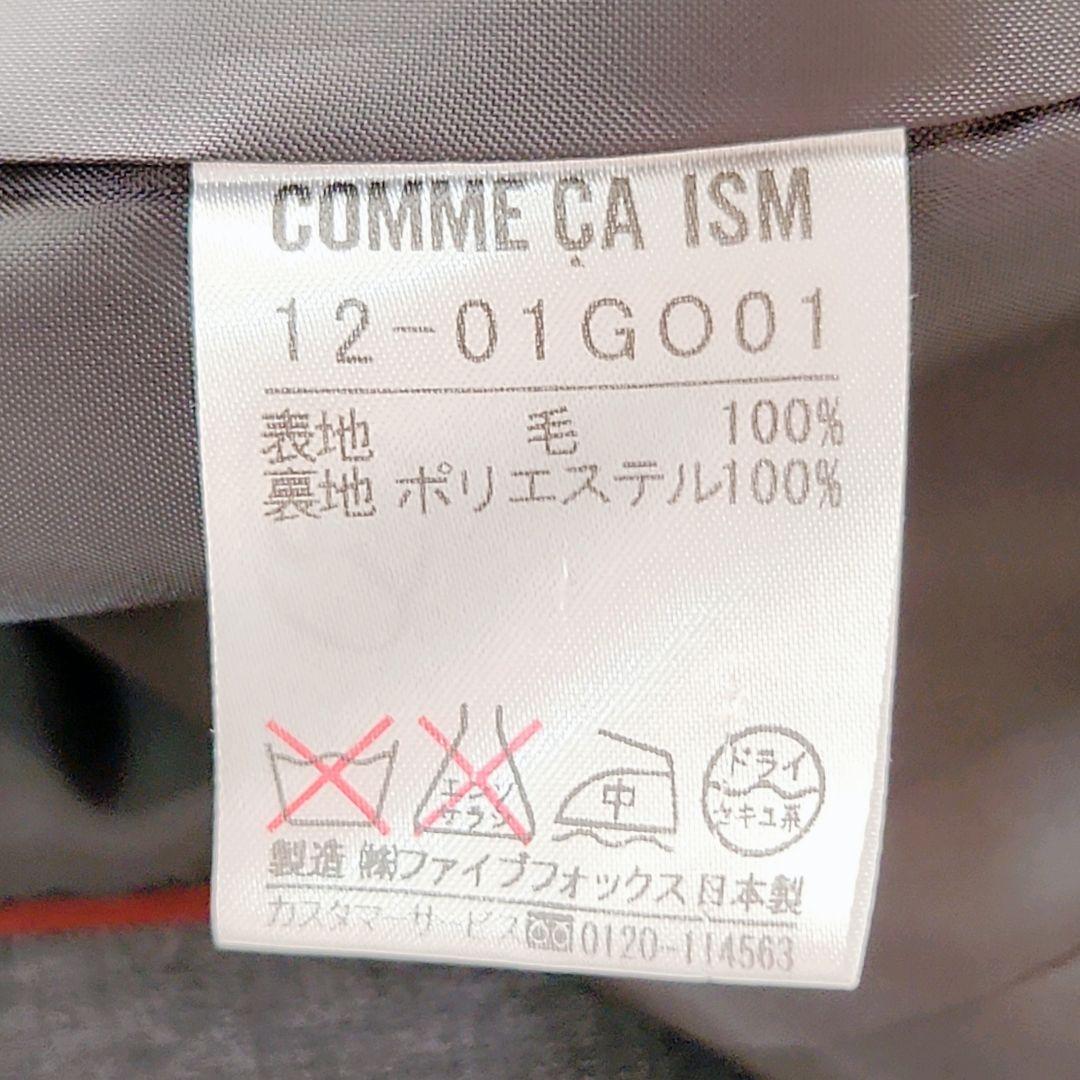 COMME ÇA ISM
12-01GO01
表地 毛 100%
裏地 ポリエステル100%
エンソ
サラシ
中
ドライ
セキユ系
製造 ㈱ファイブフォックス 日本製
カスタマーサービス 0120-114563